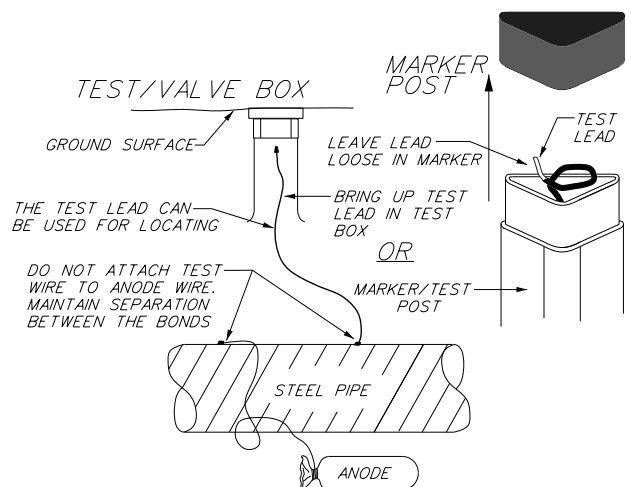 MARKER
POST
TEST/VALVE BOX
TEST
LEAD
GROUND SURFACE
LEAVE LEAD
LOOSE IN MARKER
THE TEST LEAD CAN
BE USED FOR LOCATING
BRING UP TEST
LEAD IN TEST
BOX
OR
DO NOT ATTACH TEST
WIRE TO ANODE WIRE.
MAINTAIN SEPARATION
BETWEEN THE BONDS
MARKER/TEST
POST
STEEL PIPE
ANODE